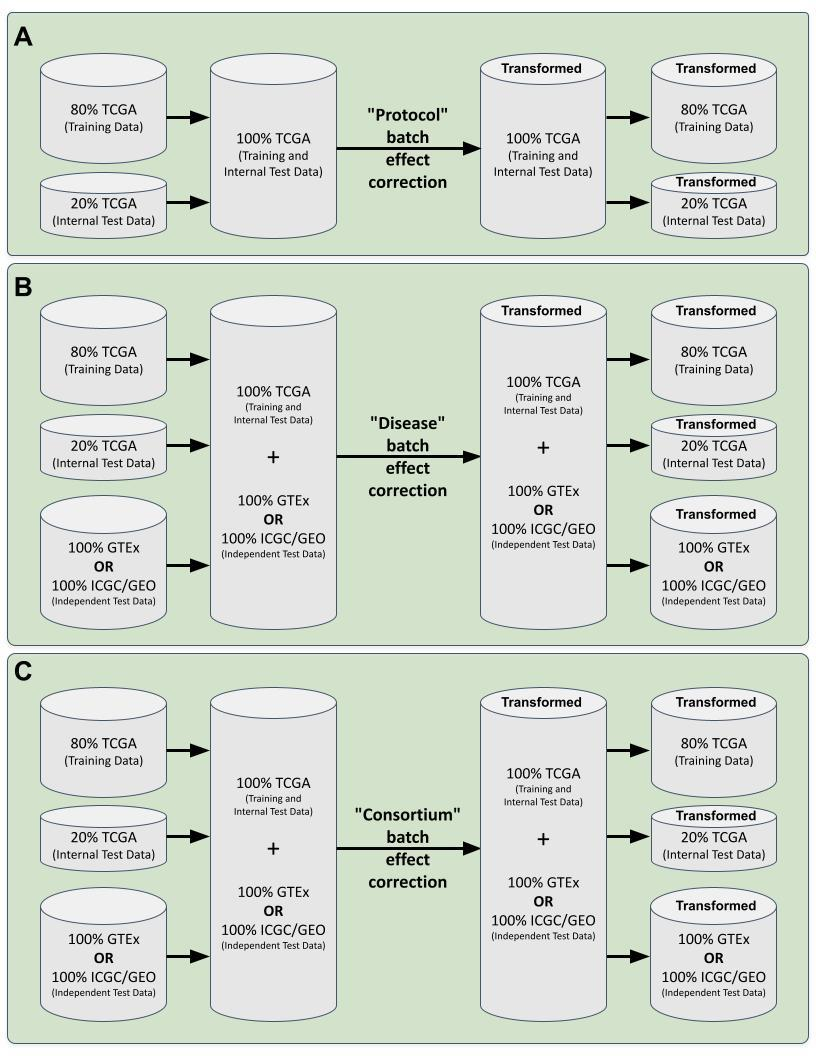 A
80% TCGA
(Training Data)
20% TCGA
(Internal Test Data)
100% TCGA
(Training and
Internal Test Data)
"Protocol"
batch
effect
correction
Transformed
100% TCGA
(Training and
Internal Test Data)
Transformed
80% TCGA
(Training Data)
Transformed
20% TCGA
(Internal Test Data)
B
80% TCGA
(Training Data)
20% TCGA
(Internal Test Data)
100% GTEx
OR
100% ICGC/GEO
(Independent Test Data)
100% TCGA
(Training and
Internal Test Data)
+
100% GTEx
OR
100% ICGC/GEO
(Independent Test Data)
"Disease"
batch
effect
correction
Transformed
100% TCGA
(Training and
Internal Test Data)
+
100% GTEx
OR
100% ICGC/GEO
(Independent Test Data)
Transformed
80% TCGA
(Training Data)
Transformed
20% TCGA
(Internal Test Data)
Transformed
100% GTEx
OR
100% ICGC/GEO
(Independent Test Data)
C
80% TCGA
(Training Data)
20% TCGA
(Internal Test Data)
100% GTEx
OR
100% ICGC/GEO
(Independent Test Data)
100% TCGA
(Training and
Internal Test Data)
+
100% GTEx
OR
100% ICGC/GEO
(Independent Test Data)
"Consortium"
batch
effect
correction
Transformed
100% TCGA
(Training and
Internal Test Data)
+
100% GTEx
OR
100% ICGC/GEO
(Independent Test Data)
Transformed
80% TCGA
(Training Data)
Transformed
20% TCGA
(Internal Test Data)
Transformed
100% GTEx
OR
100% ICGC/GEO
(Independent Test Data)